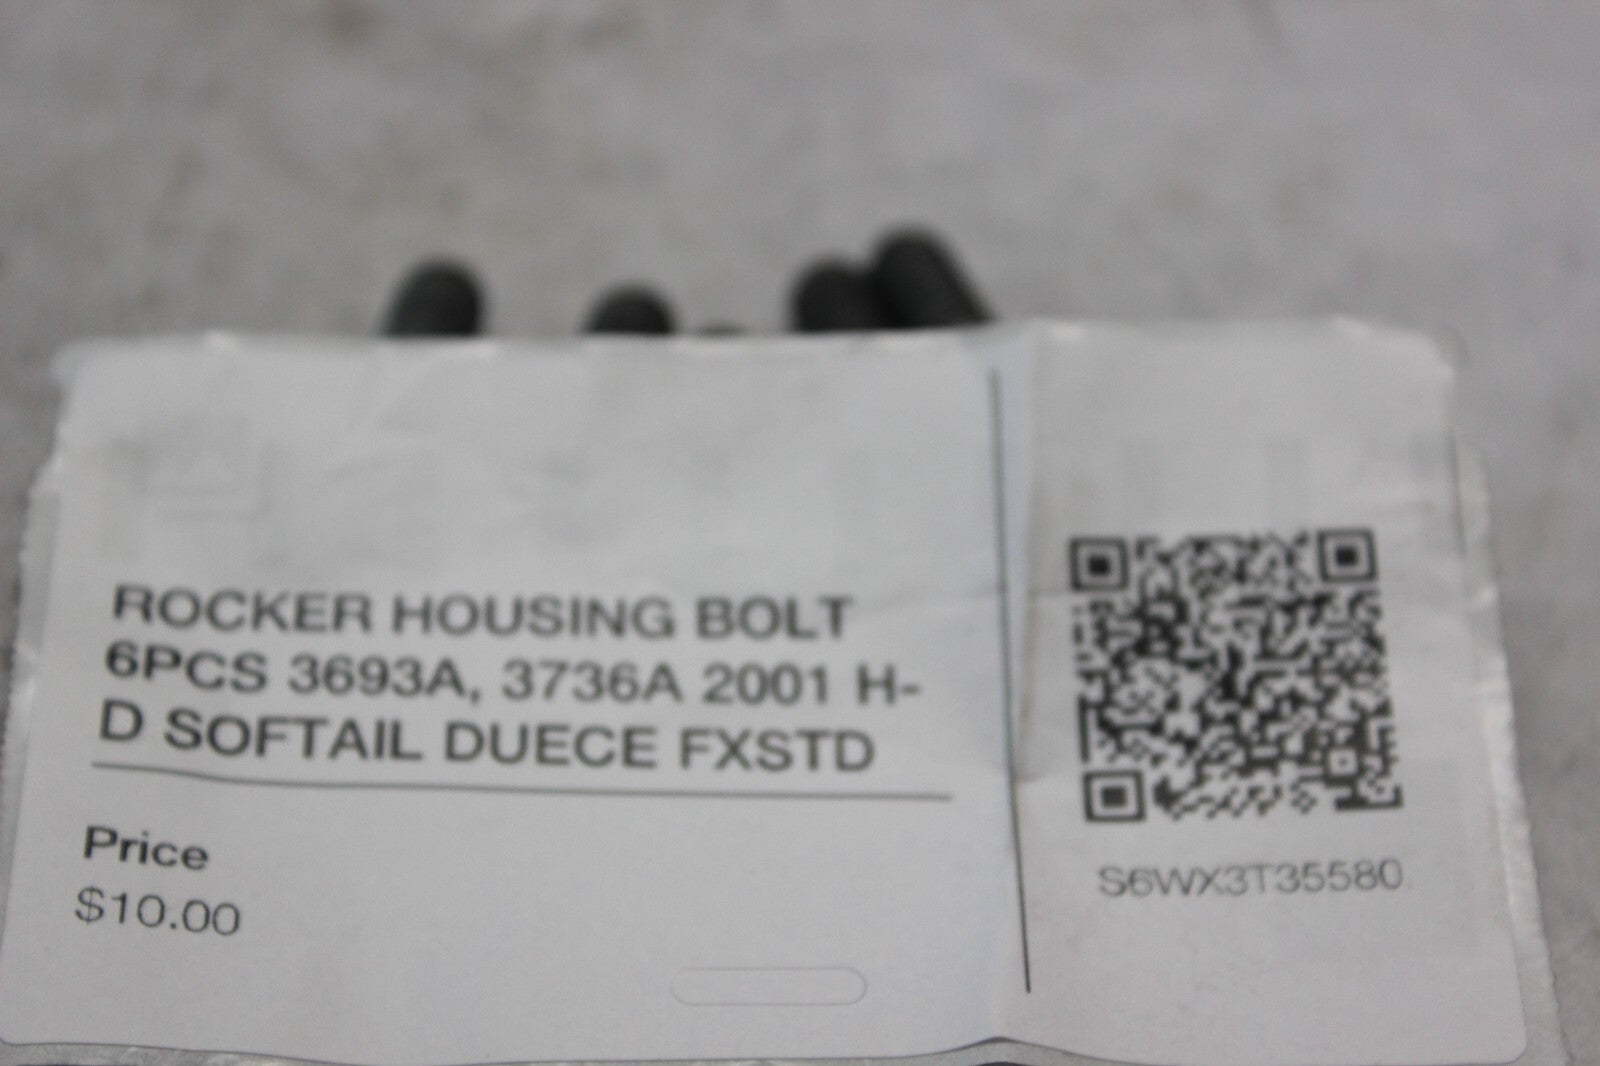 ROCKER HOUSING BOLT
6PCS 3693A, 3736A 2001 H-
D SOFTAIL DUECE FXSTD
Price
$10.00
S6WX3T35580